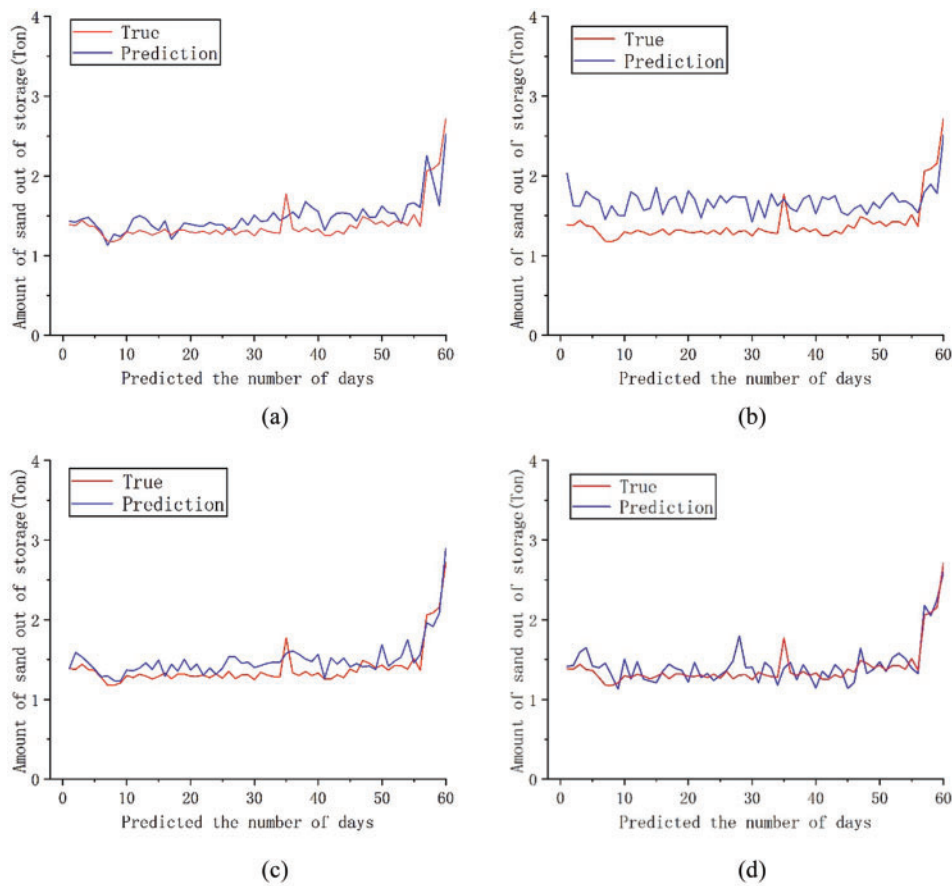 True
Prediction
Amount of sand out of storage(Ton)
4
3
2
1
0
0 10 20 30 40 50 60
Predicted the number of days
(a)
True
Prediction
Amount of sand out of storage(Ton)
4
3
2
1
0
0 10 20 30 40 50 60
Predicted the number of days
(b)
True
Prediction
Amount of sand out of storage(Ton)
4
3
2
1
0
0 10 20 30 40 50 60
Predicted the number of days
(c)
True
Prediction
Amount of sand out of storage(Ton)
4
3
2
1
0
0 10 20 30 40 50 60
Predicted the number of days
(d)